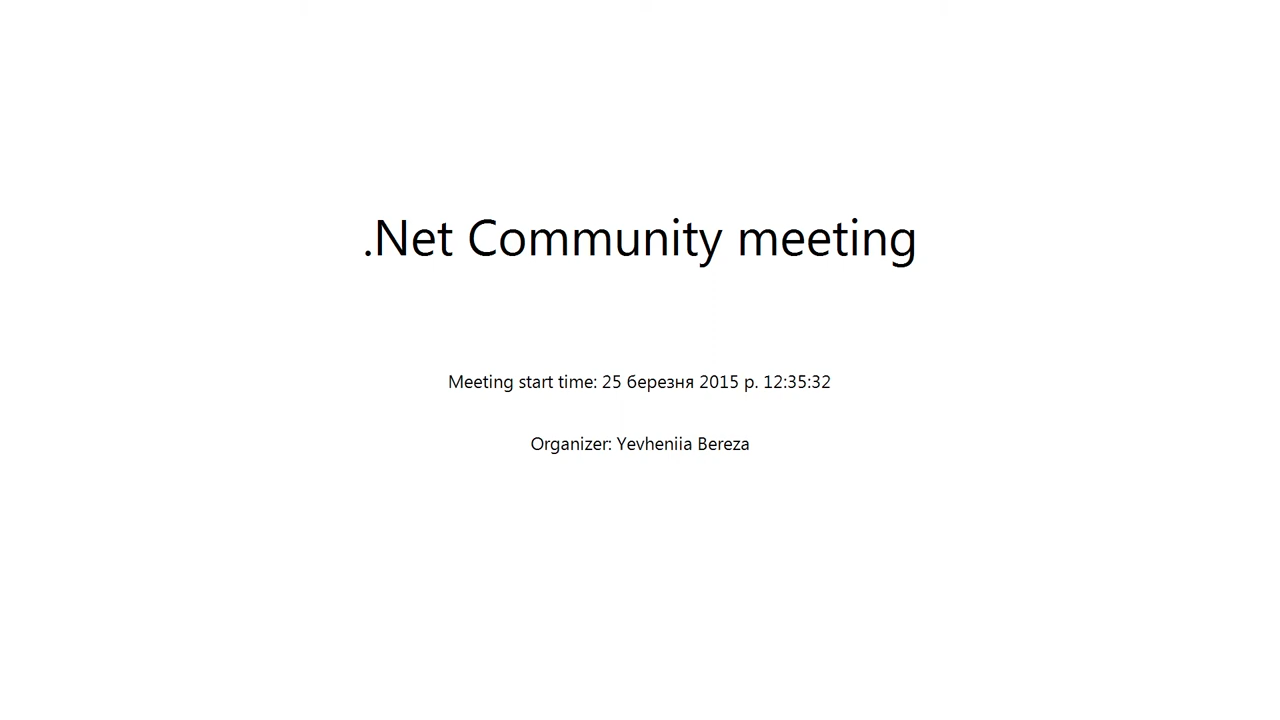 .Net Community meeting
Meeting start time: 25 березня 2015 р. 12:35:32
Organizer: Yevheniia Bereza